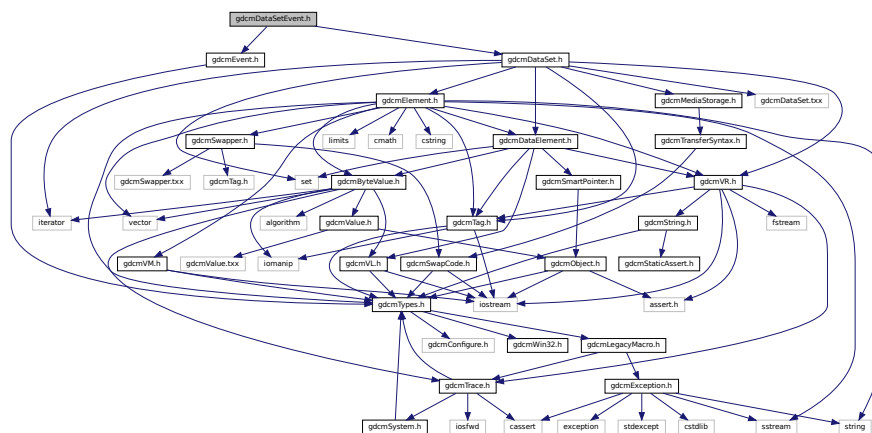 gdcmDataSetEvent.h
gdcmEvent.h
gdcmDataSet.h
gdcmElement.h
gdcmMediaStorage.h
gdcmDataSet.txx
gdcmSwapper.h
limits
cmath
cstring
gdcmDataElement.h
gdcmTransferSyntax.h
gdcmSwapper.txx
gdcmTag.h
set
gdcmByteValue.h
gdcmSmartPointer.h
gdcmVR.h
iterator
vector
algorithm
gdcmValue.h
gdcmTag.h
gdcmString.h
fstream
gdcmVM.h
gdcmValue.txx
iomanip
gdcmVL.h
gdcmSwapCode.h
gdcmObject.h
gdcmStaticAssert.h
gdcmTypes.h
iostream
assert.h
gdcmConfigure.h
gdcmWin32.h
gdcmLegacyMacro.h
gdcmTrace.h
gdcmException.h
gdcmSystem.h
iosfwd
cassert
exception
stdexcept
cstdlib
sstream
string